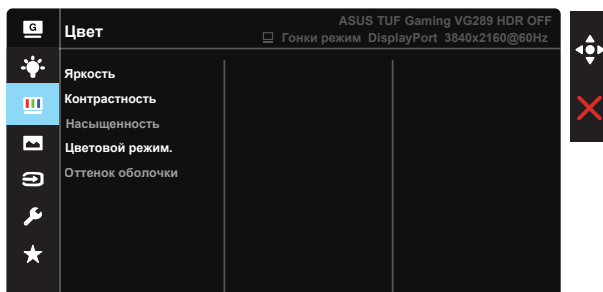 G
Цвет
ASUS TUF Gaming VG289 HDR OFF
Гонки режим DisplayPort 3840x2160@60Hz
Яркость
Контрастность
Насыщенность
Цветовой режим.
Оттенок оболочки